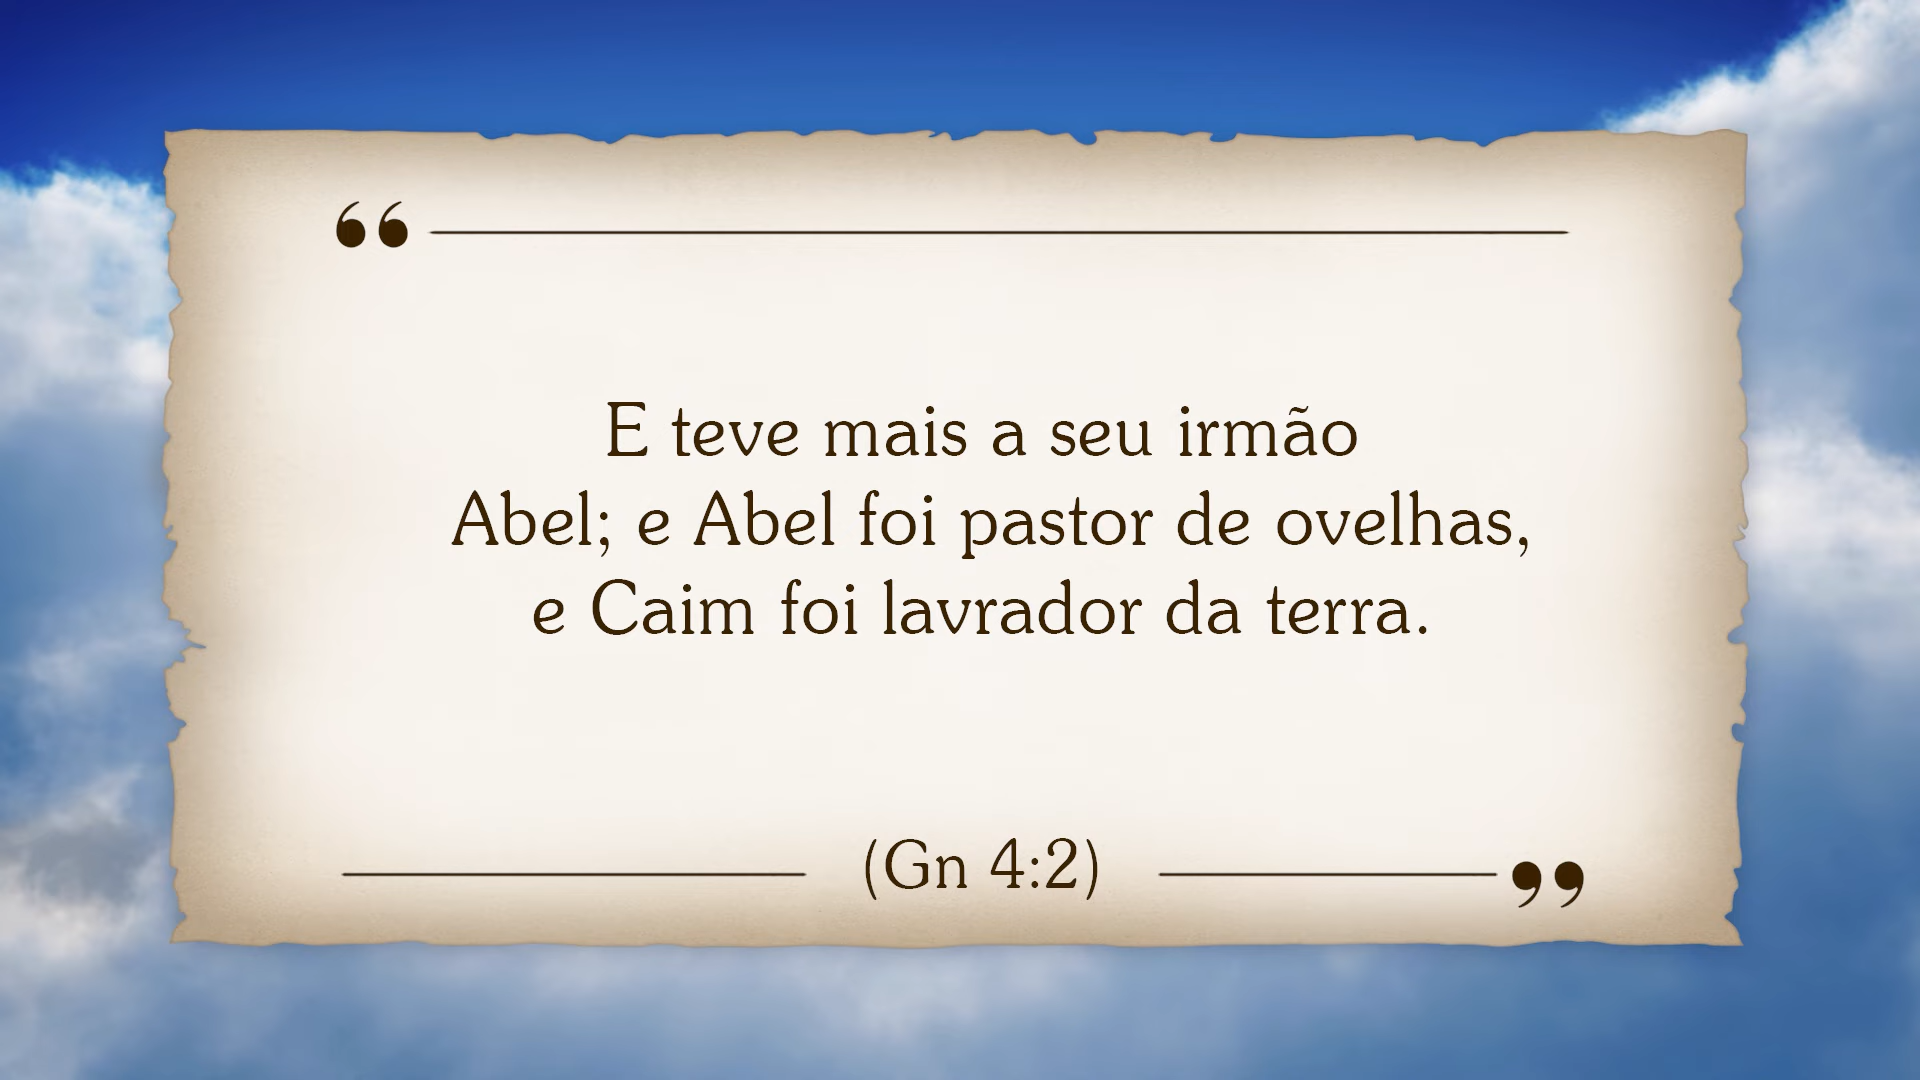 “
E teve mais a seu irmão
Abel; e Abel foi pastor de ovelhas,
e Caim foi lavrador da terra.
(Gn 4:2)
”